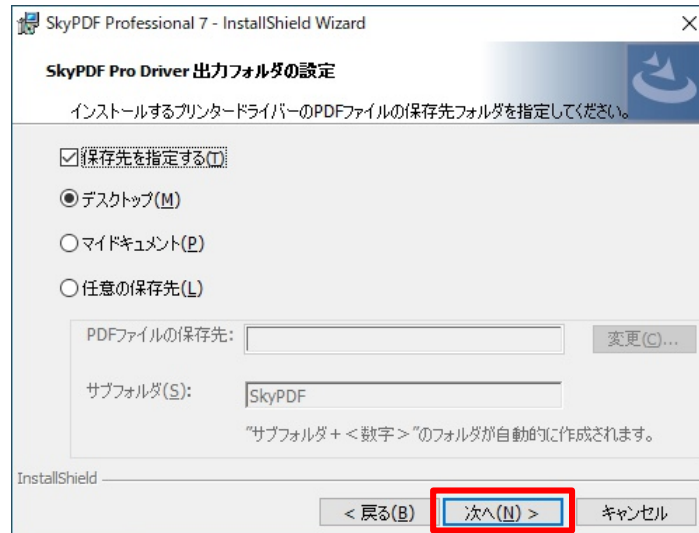 SkyPDF Professional 7 - InstallShield Wizard
SkyPDF Pro Driver 出力フォルダの設定
インストールするプリンタードライバーのPDFファイルの保存先フォルダを指定してください。
保存先を指定する(T)
デスクトップ(M)
マイドキュメント(P)
任意の保存先(L)
PDFファイルの保存先:
変更(C)...
サブフォルダ(S):
SkyPDF
"サブフォルダ+<数字>"のフォルダが自動的に作成されます。
InstallShield
< 戻る(B)
次へ(N) >
キャンセル